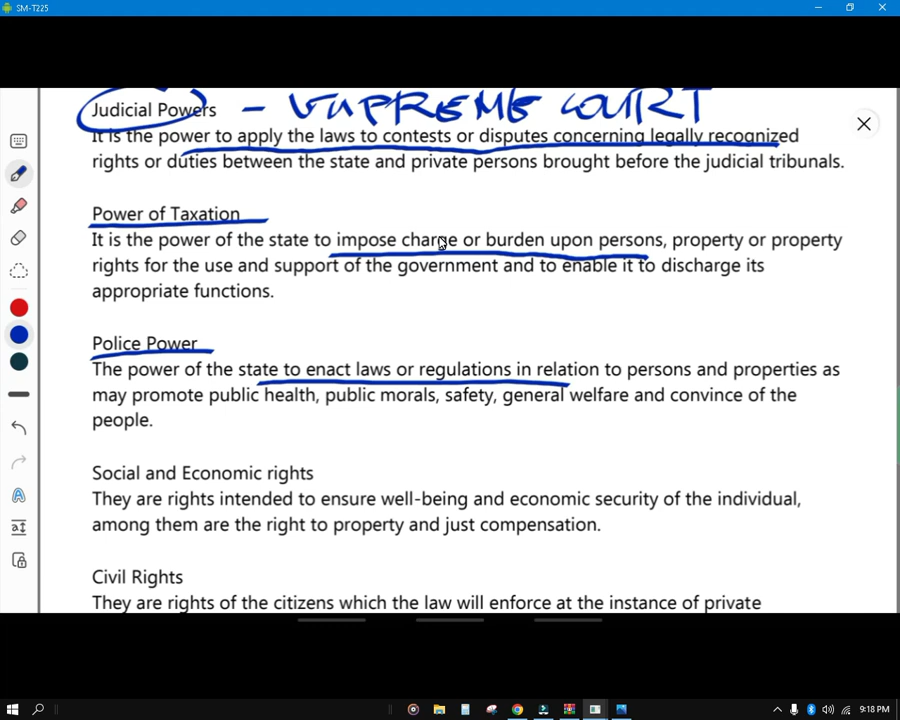 SM-T225
Judicial Powers - SUPREME COURT
It is the power to apply the laws to contests or disputes concerning legally recognized
rights or duties between the state and private persons brought before the judicial tribunals.
Power of Taxation
It is the power of the state to impose charge or burden upon persons, property or property
rights for the use and support of the government and to enable it to discharge its
appropriate functions.
Police Power
The power of the state to enact laws or regulations in relation to persons and properties as
may promote public health, public morals, safety, general welfare and convince of the
people.
Social and Economic rights
They are rights intended to ensure well-being and economic security of the individual,
among them are the right to property and just compensation.
Civil Rights
They are rights of the citizens which the law will enforce at the instance of private
9:18 PM